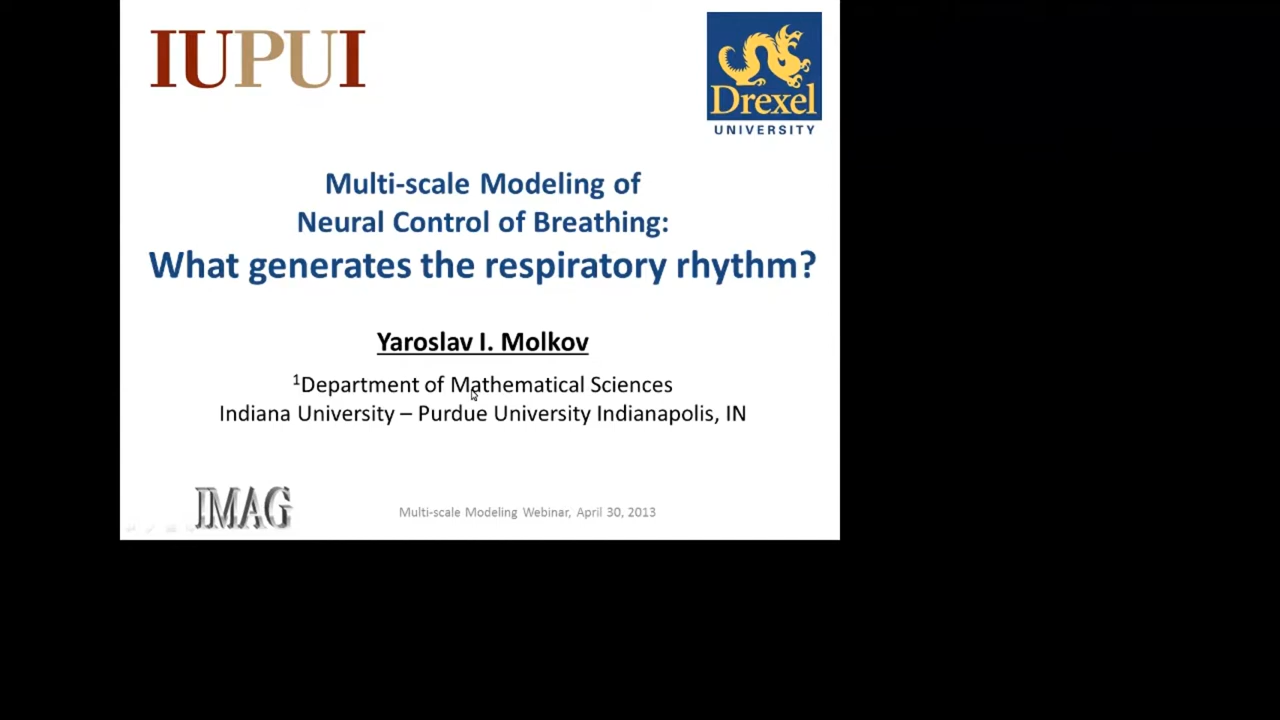 IUPUI
Drexel
UNIVERSITY
Multi-scale Modeling of
Neural Control of Breathing:
What generates the respiratory rhythm?
Yaroslav I. Molkov
¹Department of Mathematical Sciences
Indiana University – Purdue University Indianapolis, IN
IMAG
Multi-scale Modeling Webinar, April 30, 2013